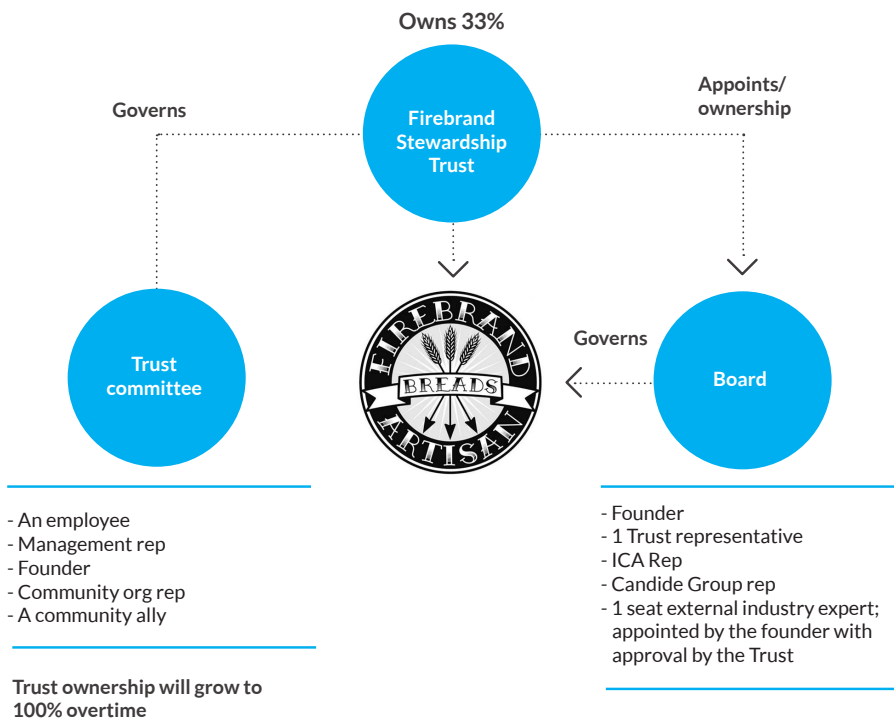 Owns 33%
Governs
Firebrand
Stewardship
Trust
Appoints/
ownership
Trust
committee
FIREBRAND
BREADS
ARTISAN
Governs
Board
- An employee
- Management rep
- Founder
- Community org rep
- A community ally
Trust ownership will grow to
100% overtime
- Founder
- 1 Trust representative
- ICA Rep
- Candide Group rep
- 1 seat external industry expert;
appointed by the founder with
approval by the Trust